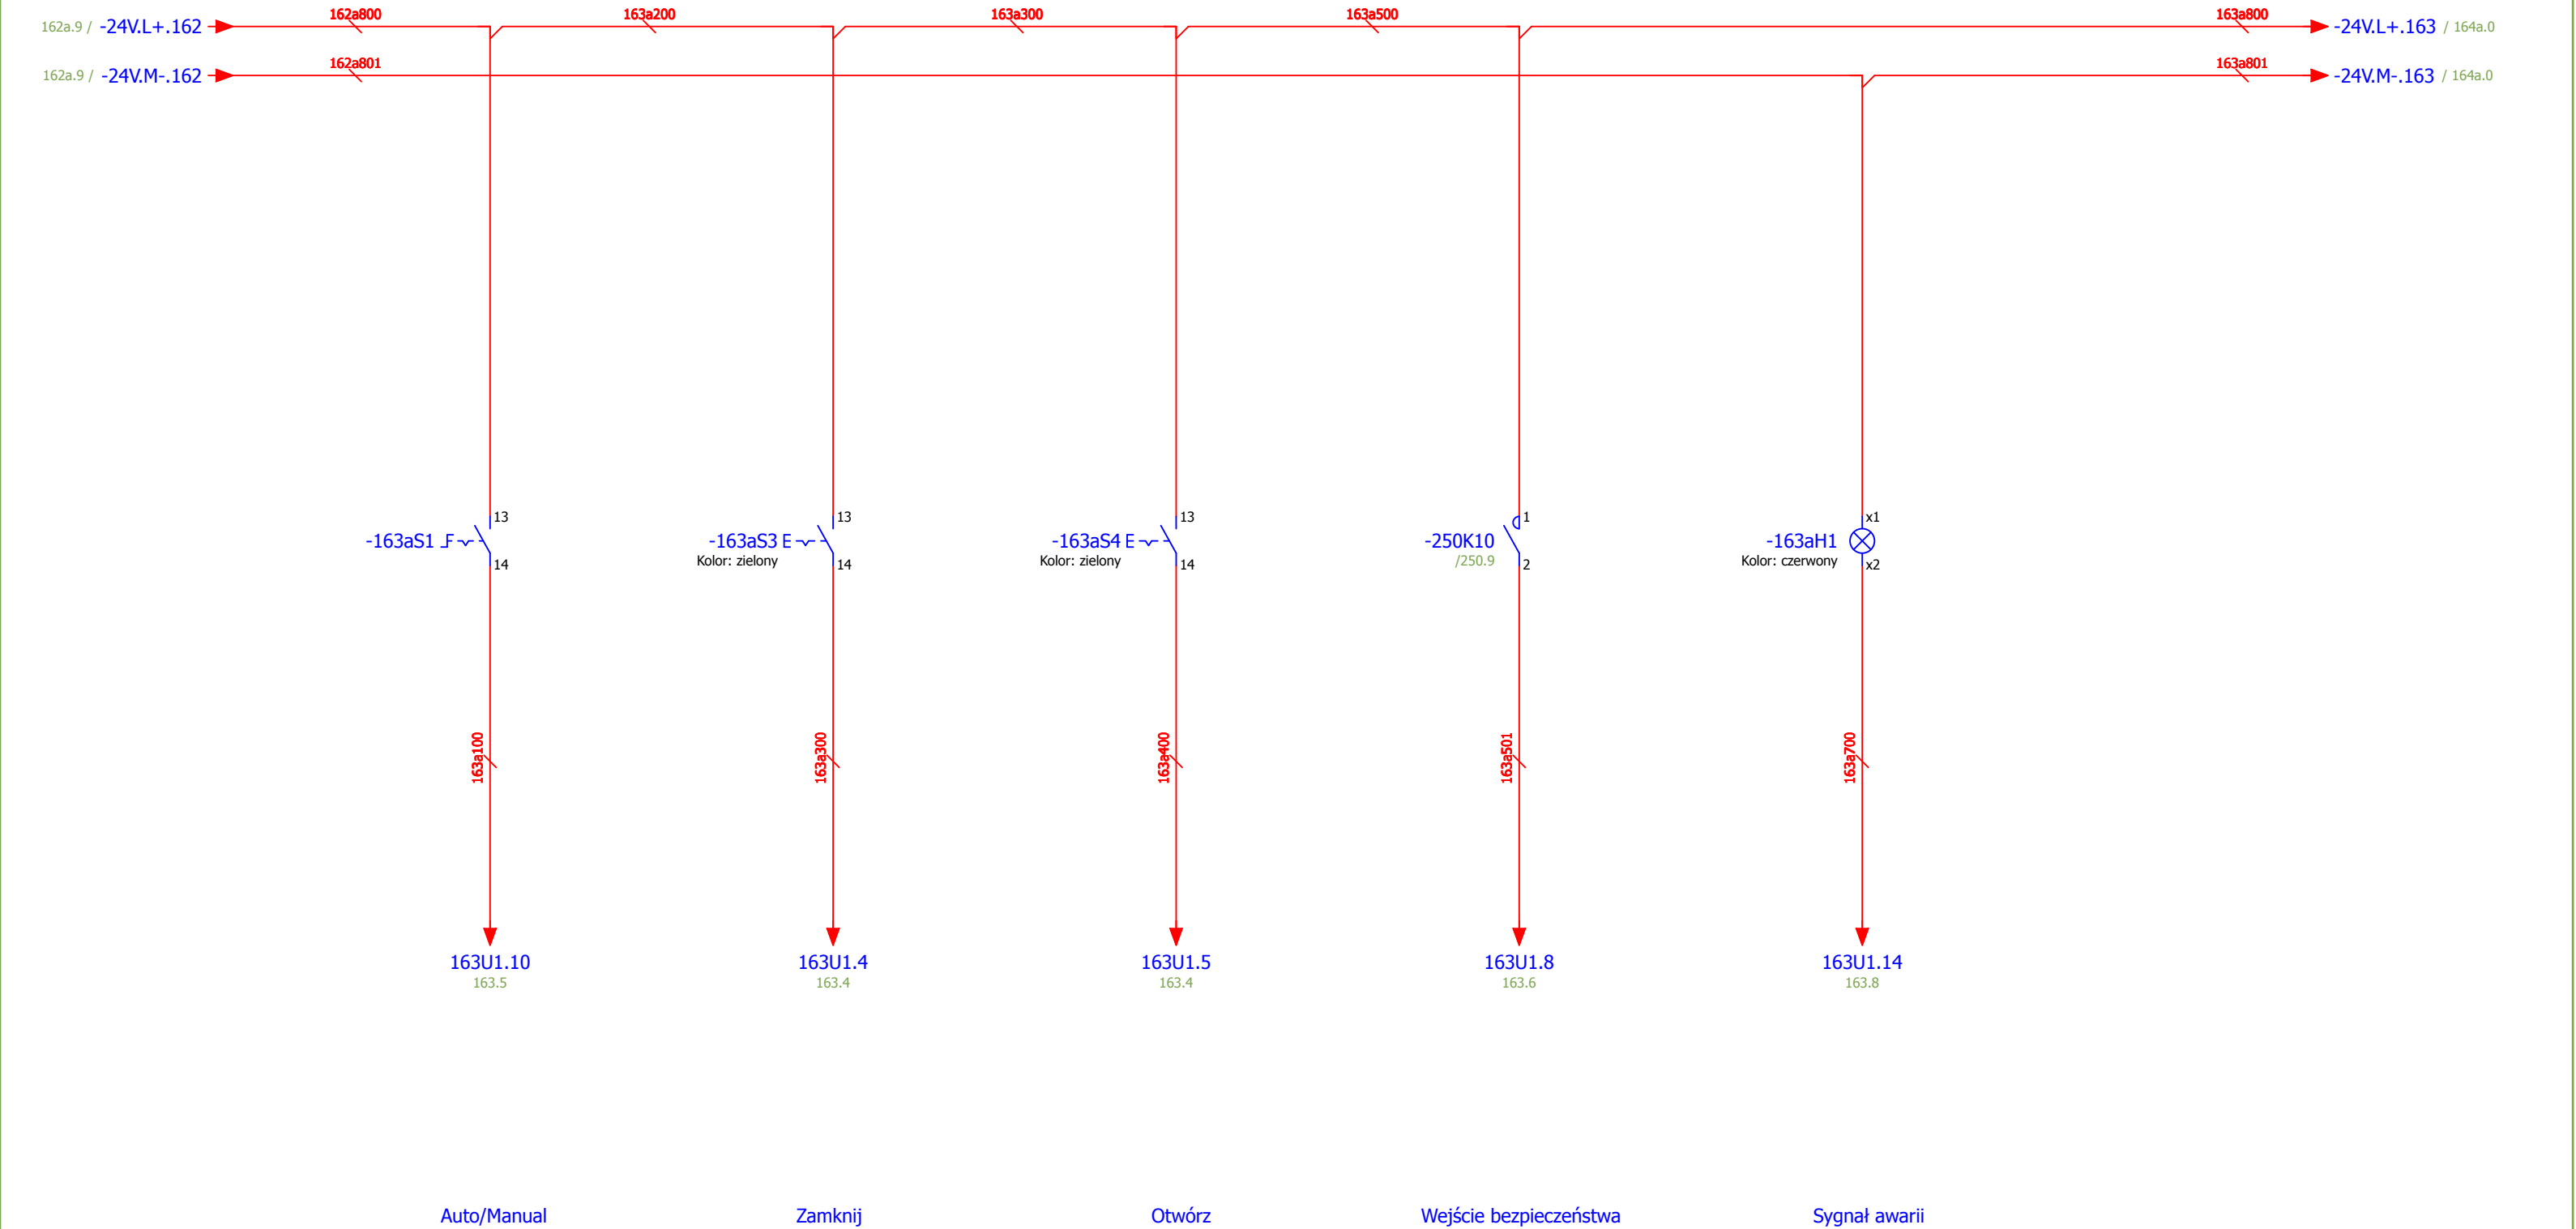 162a800 163a200 163a300 163a500 163a800
162a.9 / -24V.L+.162 -24V.L+.163 / 164a.0
162a801 163a801
162a.9 / -24V.M-.162 -24V.M-.163 / 164a.0
13 13 13 1 x1
-163aS1 -163aS3 E -163aS4 E -250K10 -163aH1
Kolor: zielony Kolor: zielony /250.9 Kolor: czerwony
14 14 14 2 x2
163a100 163a300 163a400 163a501 163a700
163U1.10 163U1.4 163U1.5 163U1.8 163U1.14
163.5 163.4 163.4 163.6 163.8
Auto/Manual Zamknij Otwórz Wejście bezpieczeństwa Sygnał awarii